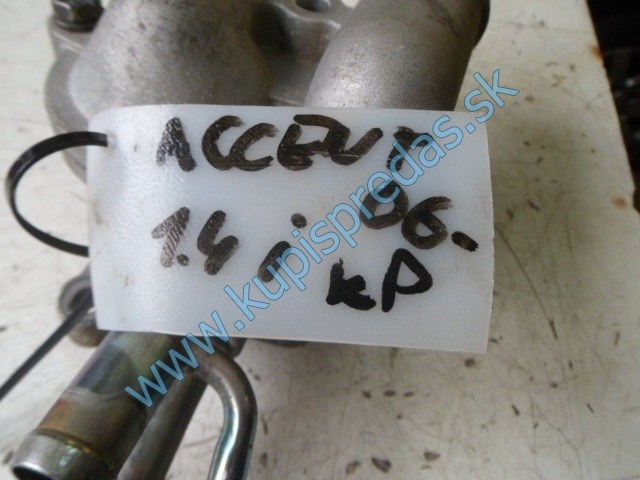 ACCENT
1.4 i. 06.
KP
www.kupispredas.sk